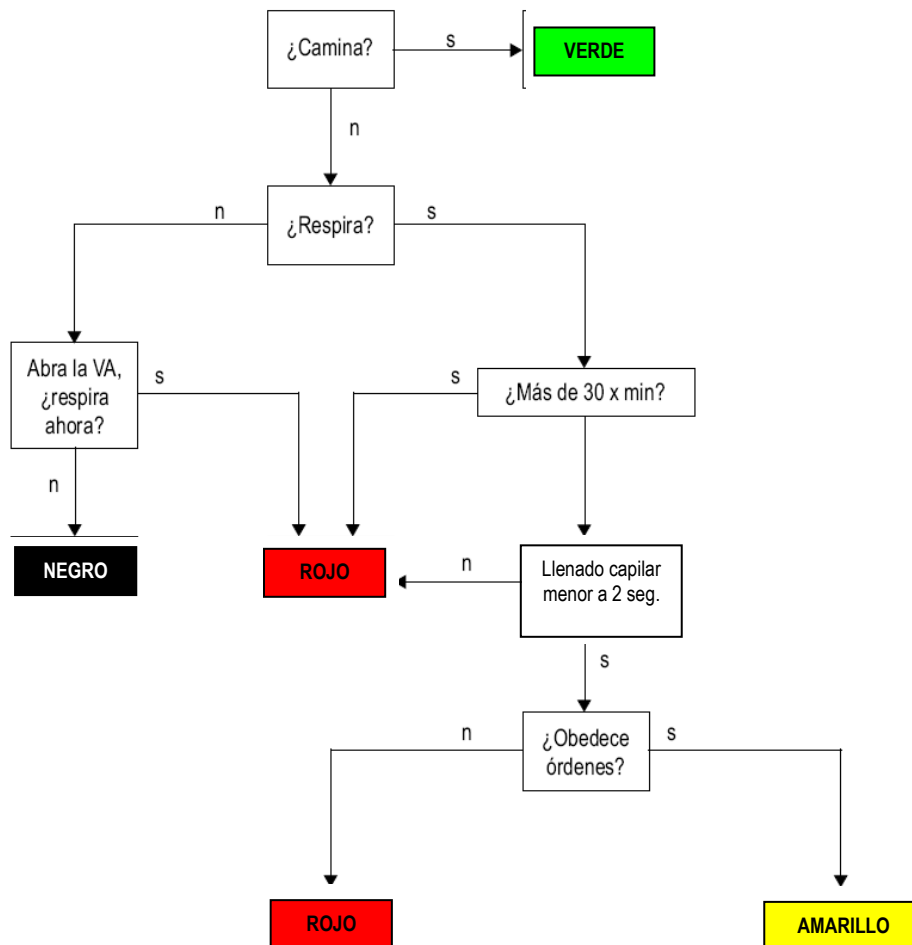 ¿Camina?
s
VERDE
n
¿Respira?
n
s
Abra la VA,
¿respira
ahora?
s
s
¿Más de 30 x min?
n
NEGRO
ROJO
n
Llenado capilar
menor a 2 seg.
s
¿Obedece
órdenes?
n
s
ROJO
AMARILLO